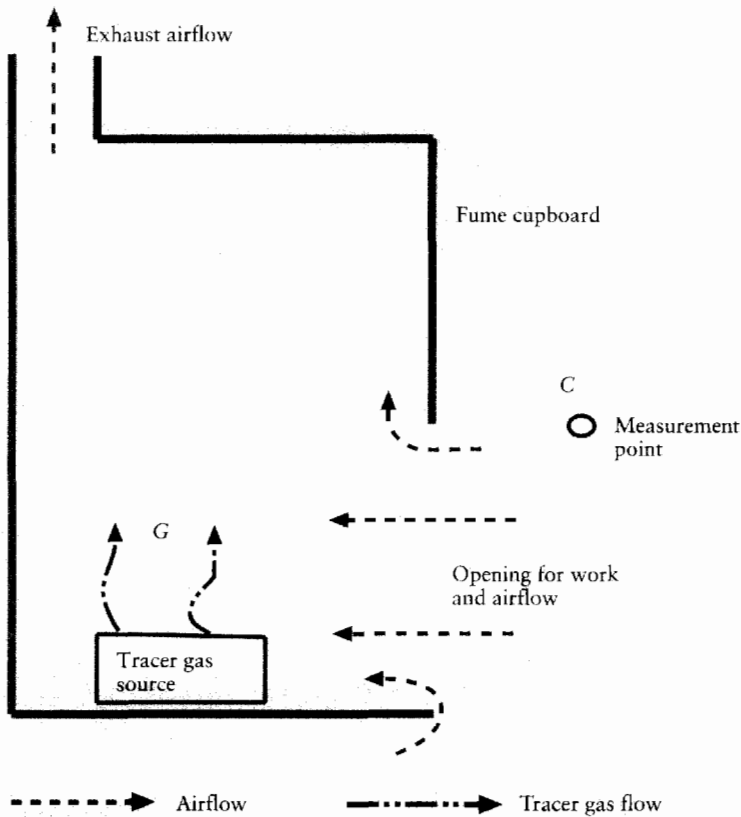 Exhaust airflow
Fume cupboard
C
Measurement
point
G
Opening for work
and airflow
Tracer gas
source
Airflow
Tracer gas flow